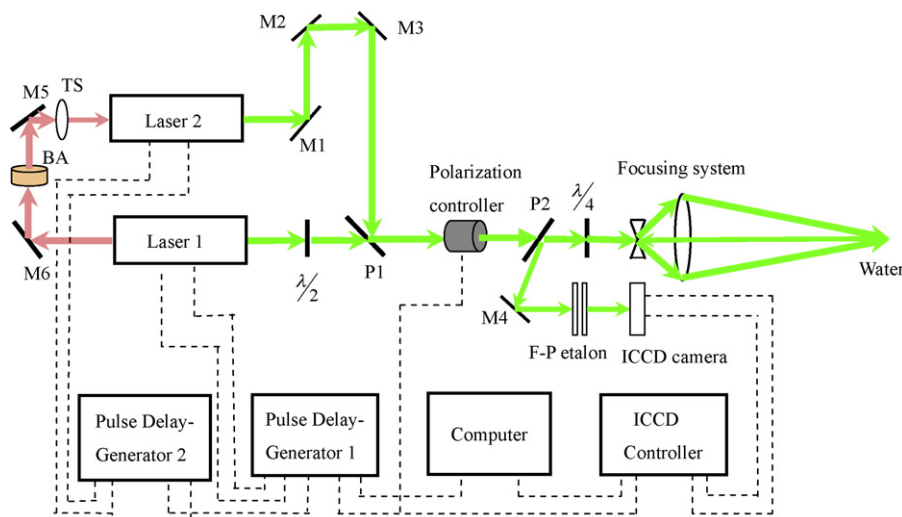 M2
M3
M5
TS
Laser 2
M1
BA
Polarization
controller
P2
λ/4
Focusing system
Laser 1
M6
λ/2
P1
Water
M4
F-P etalon
ICCD camera
Pulse Delay-
Generator 2
Pulse Delay-
Generator 1
Computer
ICCD
Controller